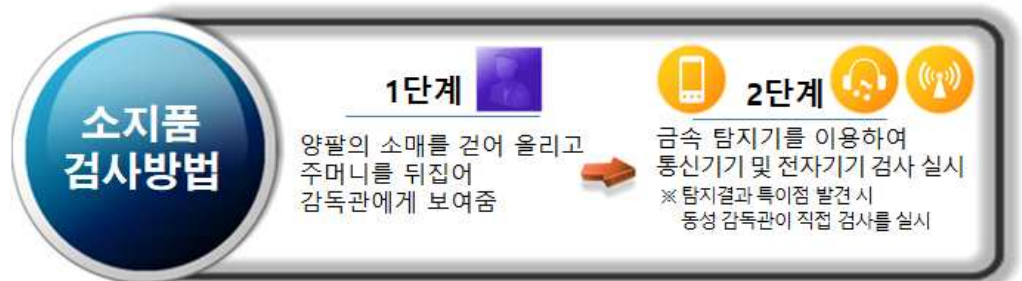 소지품
검사방법
1단계
양팔의 소매를 걷어 올리고
주머니를 뒤집어
감독관에게 보여줌
2단계
금속 탐지기를 이용하여
통신기기 및 전자기기 검사 실시
※ 탐지결과 특이점 발견 시
동성 감독관이 직접 검사를 실시